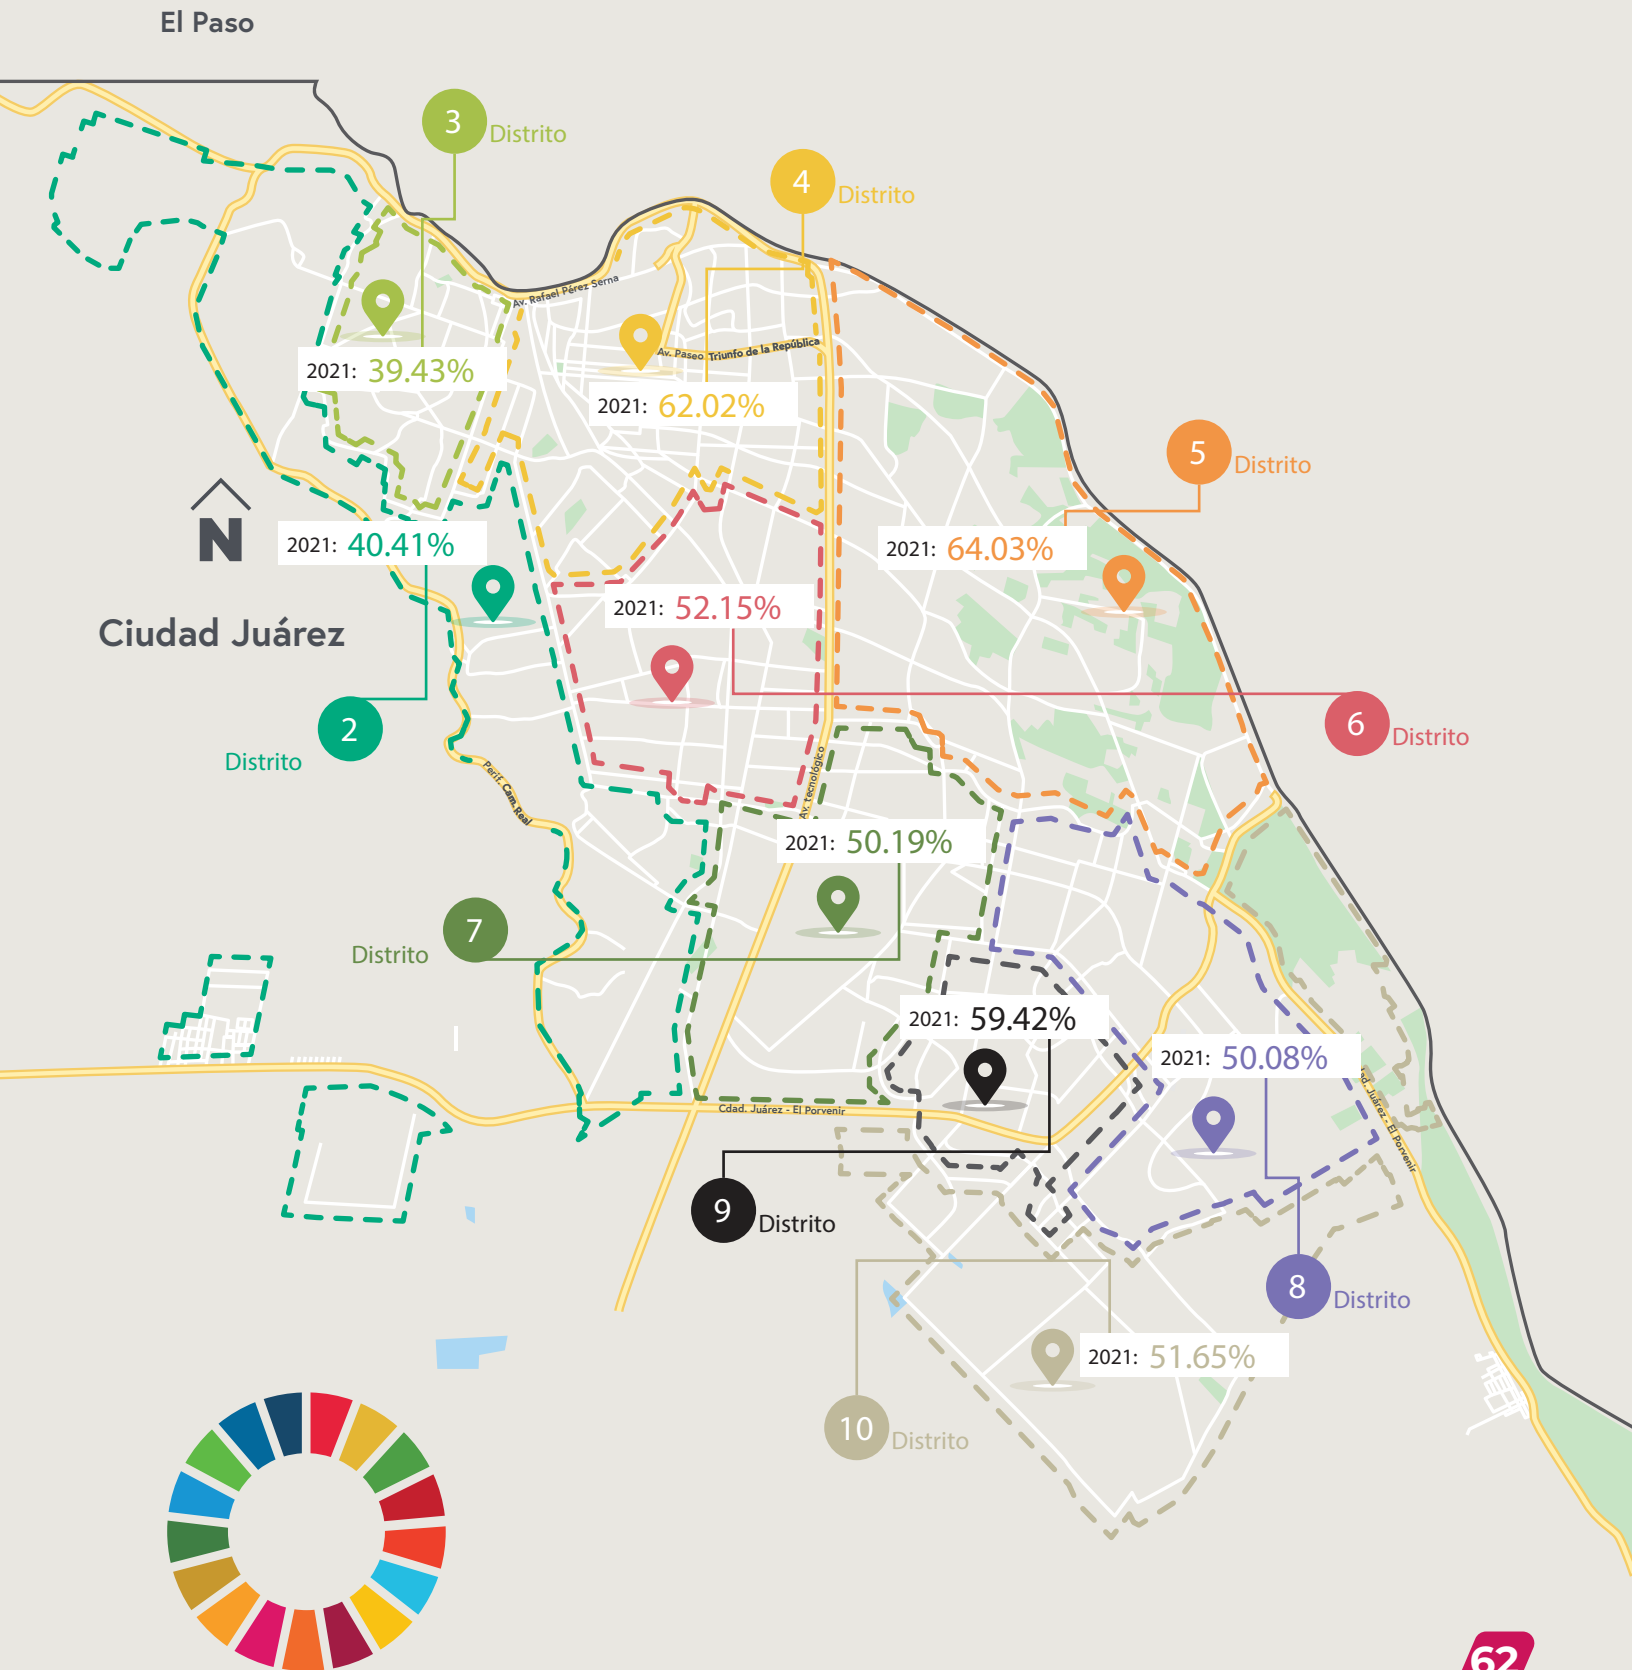 El Paso
3 Distrito
4 Distrito
Av. Rafael Pérez Serna
Av. Paseo Triunfo de la República
2021: 39.43%
2021: 62.02%
5 Distrito
N
2021: 40.41%
2021: 64.03%
2021: 52.15%
Ciudad Juárez
2
Distrito
6 Distrito
Perif. Cam. Real
Av. tecnológico
2021: 50.19%
7
Distrito
2021: 59.42%
2021: 50.08%
Cdad. Juárez - El Porvenir
Juárez - El Porvenir
9 Distrito
8 Distrito
2021: 51.65%
10 Distrito
62